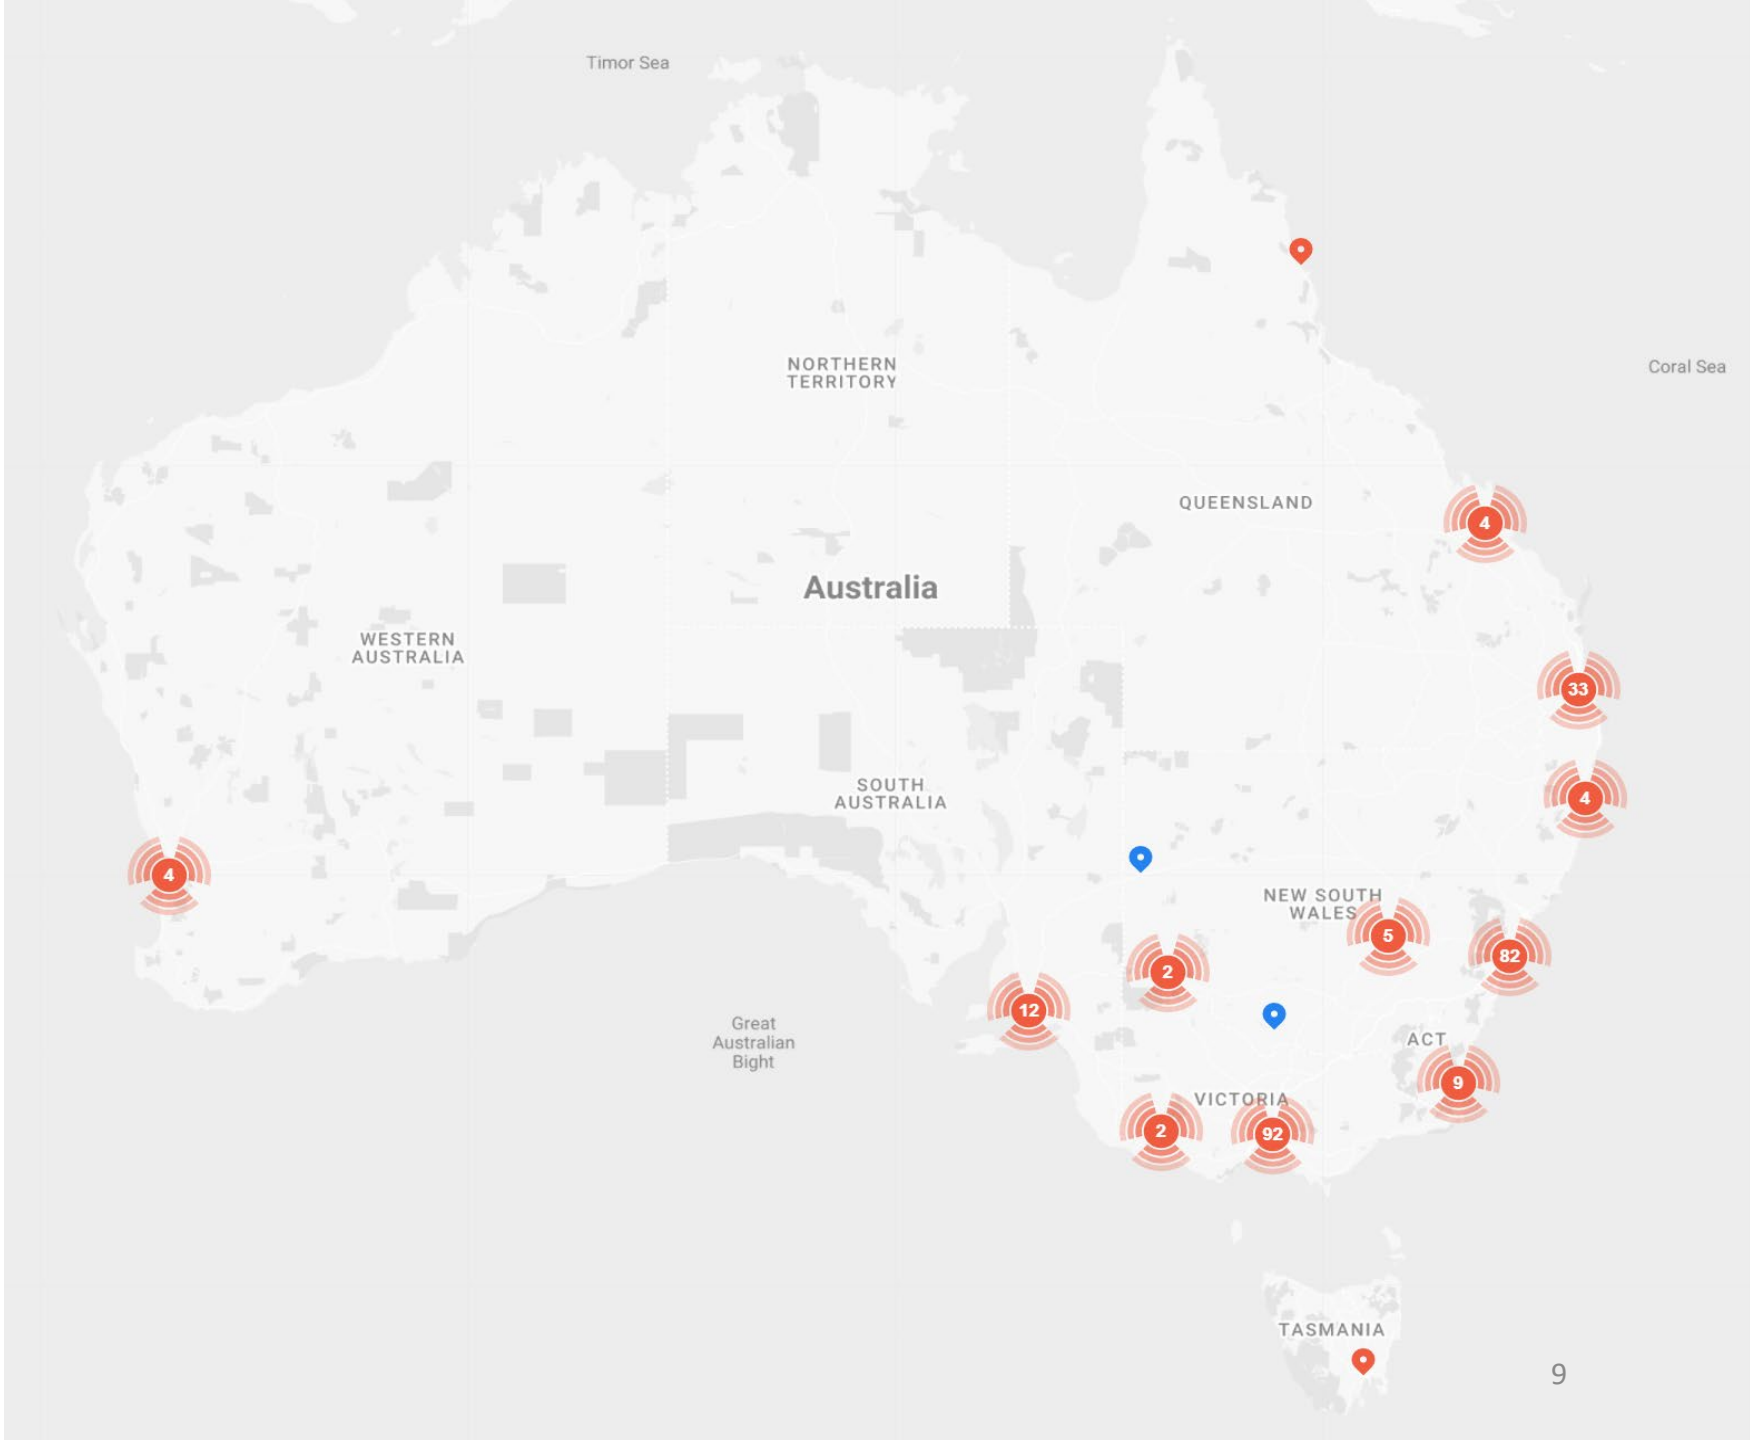 Timor Sea
NORTHERN
TERRITORY
Coral Sea
QUEENSLAND
4
Australia
WESTERN
AUSTRALIA
33
SOUTH
AUSTRALIA
4
4
NEW SOUTH
WALES
5
82
2
12
Great
Australian
Bight
ACT
9
VICTORIA
2
92
TASMANIA
9